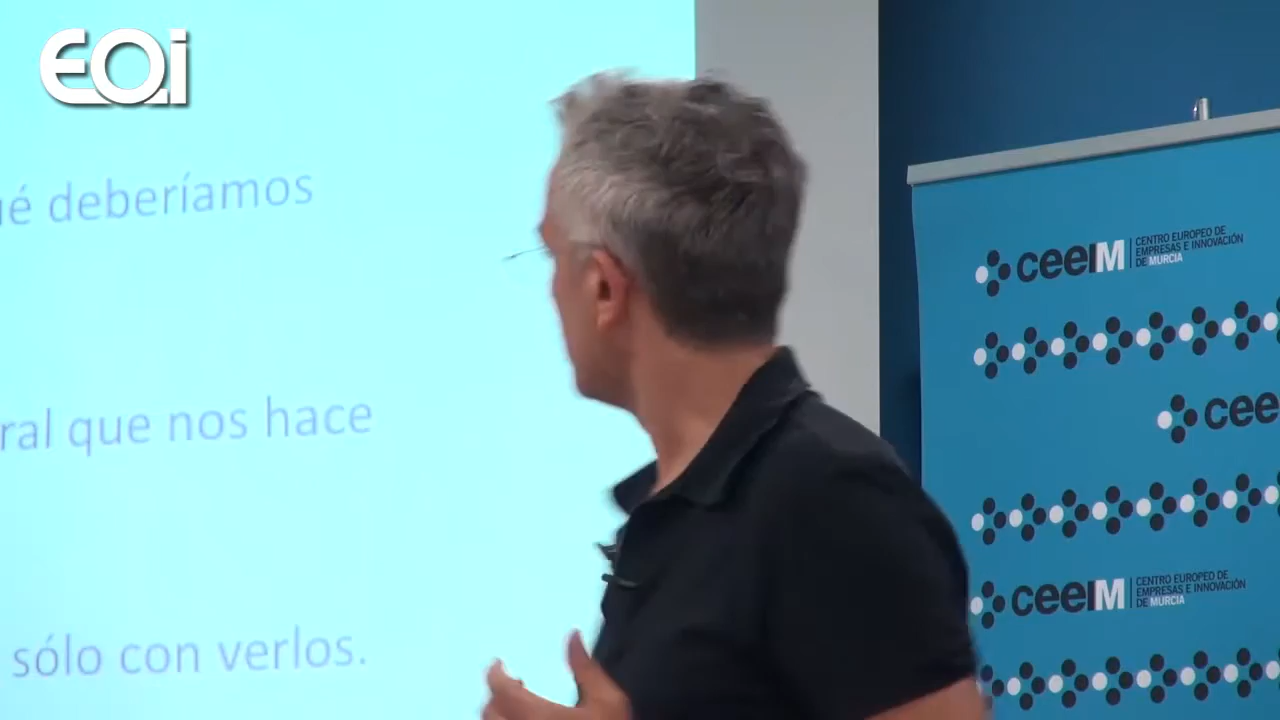 EOi
é deberíamos
ral que nos hace
sólo con verlos.
ceeiM
CENTRO EUROPEO DE
EMPRESAS E INNOVACIÓN
DE MURCIA
cee
ceeiM
CENTRO EUROPEO DE
EMPRESAS E INNOVACIÓN
DE MURCIA